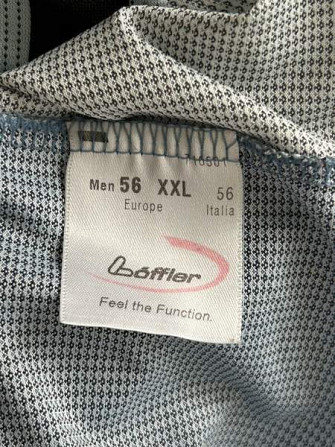 Men 56 XXL 56
Europe Italia
Löffler
Feel the Function.